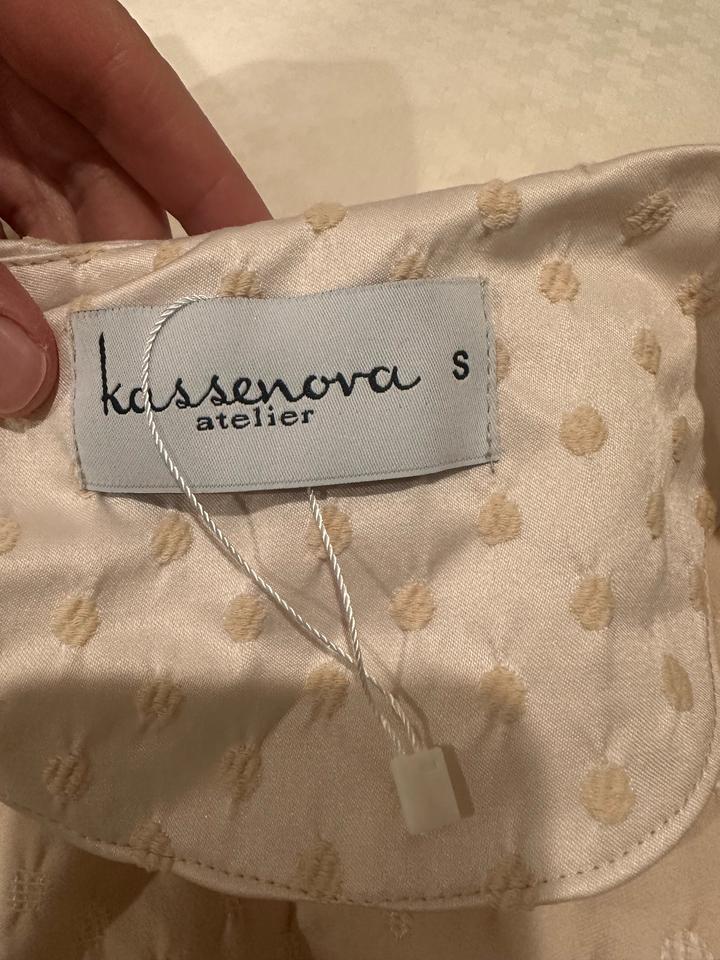 kassenova S
atelier